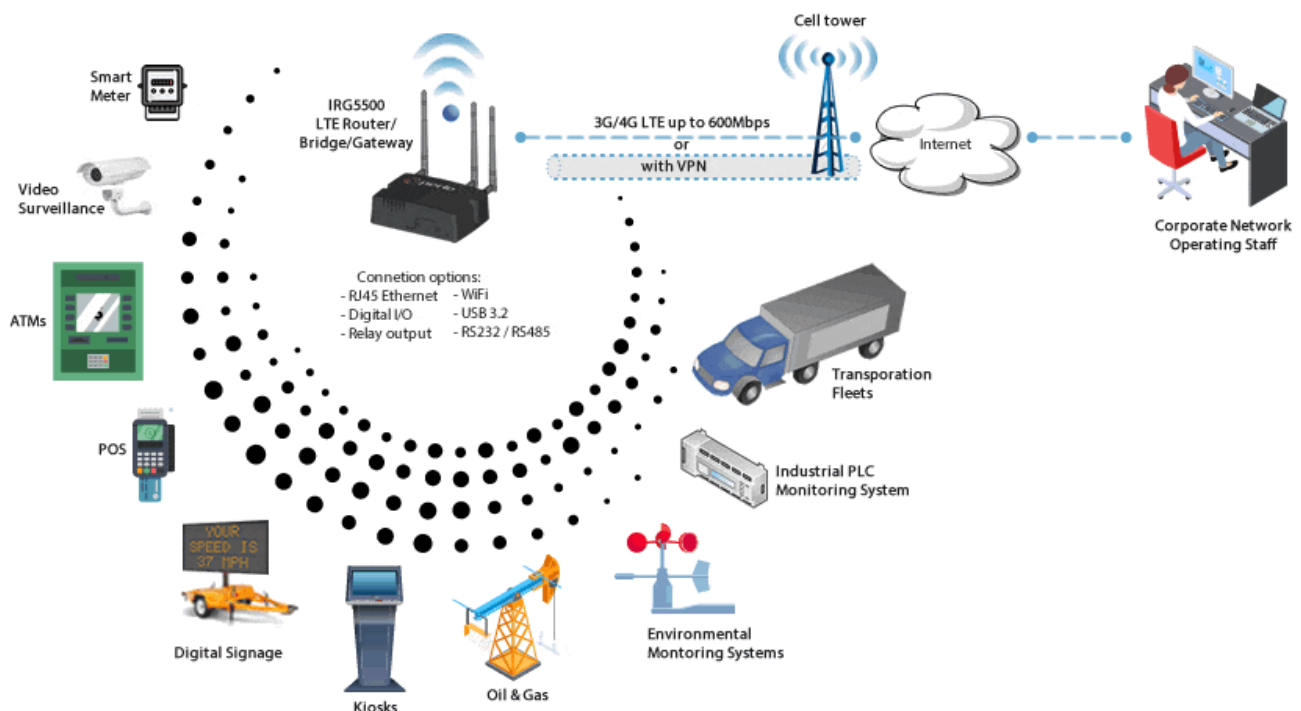 Cell tower
Smart
Meter
IRG5500
LTE Router/
Bridge/Gateway
3G/4G LTE up to 600Mbps
or
with VPN
Internet
perle
Video
Surveillance
Corporate Network
Operating Staff
Connetion options:
- RJ45 Ethernet - WiFi
- Digital I/O - USB 3.2
- Relay output - RS232 / RS485
ATMs
Transporation
Fleets
POS
Industrial PLC
Monitoring System
YOUR
SPEED IS
37 MPH
Digital Signage
Environmental
Montoring Systems
Oil & Gas
Kiosks